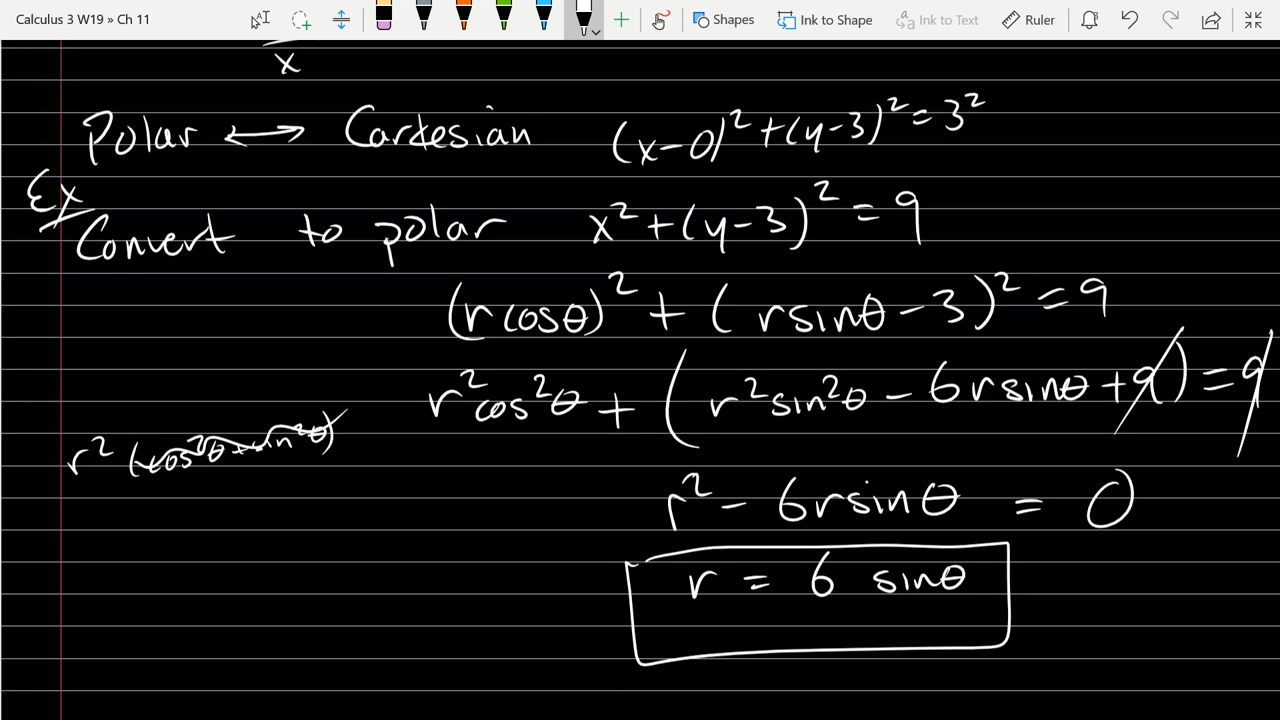 Calculus 3 W19 » Ch 11
Shapes
Ink to Shape
Ink to Text
Ruler
x
Polar ↔ Cartesian (x-0)² + (y-3)² = 3²
Ex
Convert to polar x² + (y-3)² = 9
(r cosθ)² + (r sinθ - 3)² = 9
r² cos²θ + (r² sin²θ - 6r sinθ + 9) = 9
r² (cos²θ + sin²θ)
r² - 6r sinθ = 0
r = 6 sinθ